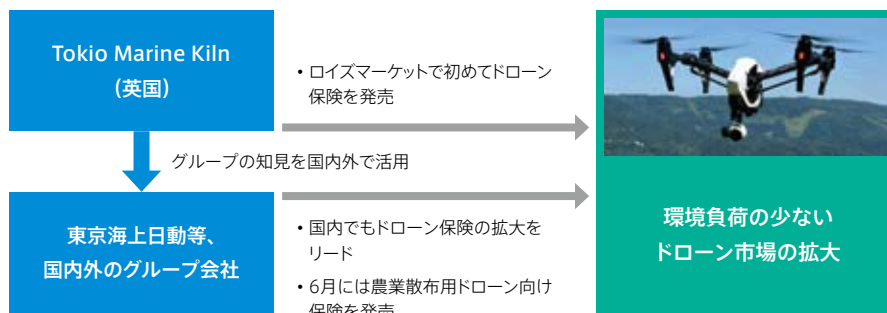 Tokio Marine Kiln
(英国)
• ロイズマーケットで初めてドローン
保険を発売
グループの知見を国内外で活用
東京海上日動等、
国内外のグループ会社
• 国内でもドローン保険の拡大を
リード
• 6月には農業散布用ドローン向け
保険を発売
環境負荷の少ない
ドローン市場の拡大